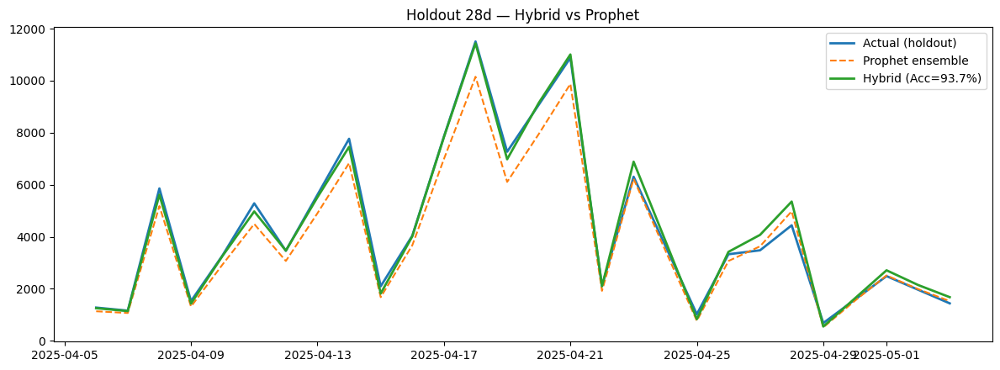 Holdout 28d — Hybrid vs Prophet
Actual (holdout)
Prophet ensemble
Hybrid (Acc=93.7%)
12000
10000
8000
6000
4000
2000
0
2025-04-05 2025-04-09 2025-04-13 2025-04-17 2025-04-21 2025-04-25 2025-04-29 2025-05-01